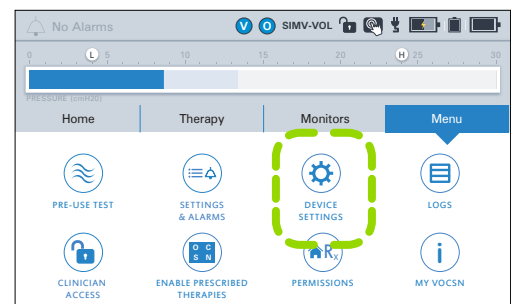 No Alarms V O SIMV-VOL
0 L 5 10 15 20 H 25 30
PRESSURE (cmH20)
Home Therapy Monitors Menu
PRE-USE TEST
SETTINGS
& ALARMS
DEVICE
SETTINGS
LOGS
O C
S N
Rx
i
CLINICIAN
ACCESS
ENABLE PRESCRIBED
THERAPIES
PERMISSIONS
MY VOCSN